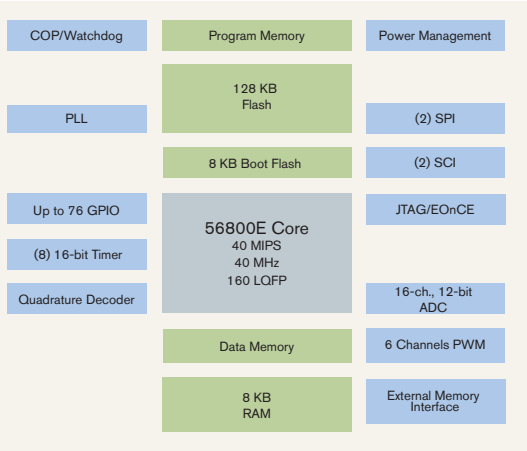 COP/Watchdog
Program Memory
Power Management
128 KB
Flash
PLL
(2) SPI
8 KB Boot Flash
(2) SCI
Up to 76 GPIO
56800E Core
40 MIPS
40 MHz
160 LQFP
JTAG/EOnCE
(8) 16-bit Timer
Quadrature Decoder
16-ch., 12-bit
ADC
Data Memory
6 Channels PWM
8 KB
RAM
External Memory
Interface